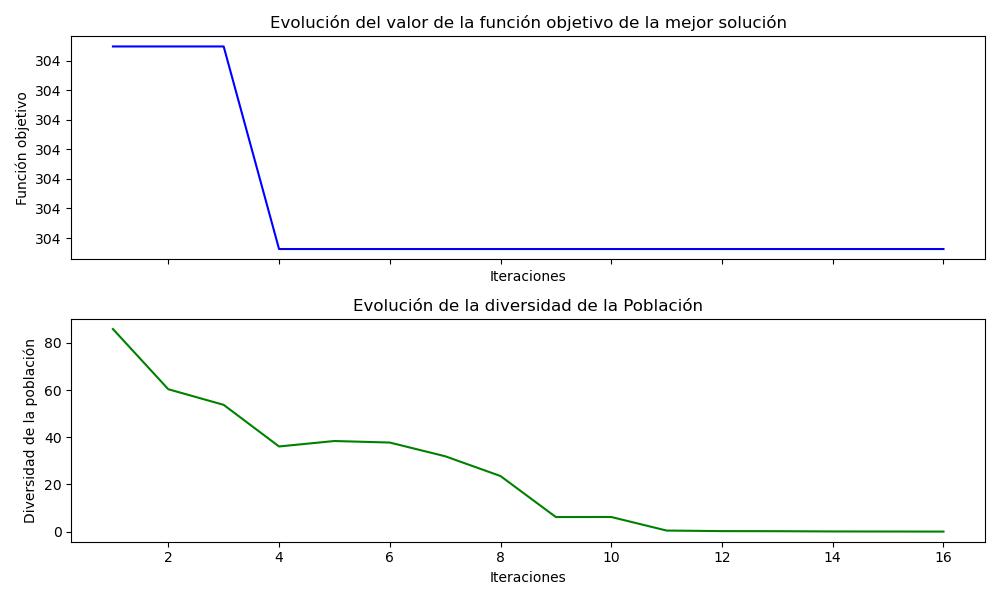 Evolución del valor de la función objetivo de la mejor solución
304
304
304
304
304
304
304
Función objetivo
Iteraciones
Evolución de la diversidad de la Población
80
60
40
20
0
Diversidad de la población
2 4 6 8 10 12 14 16
Iteraciones